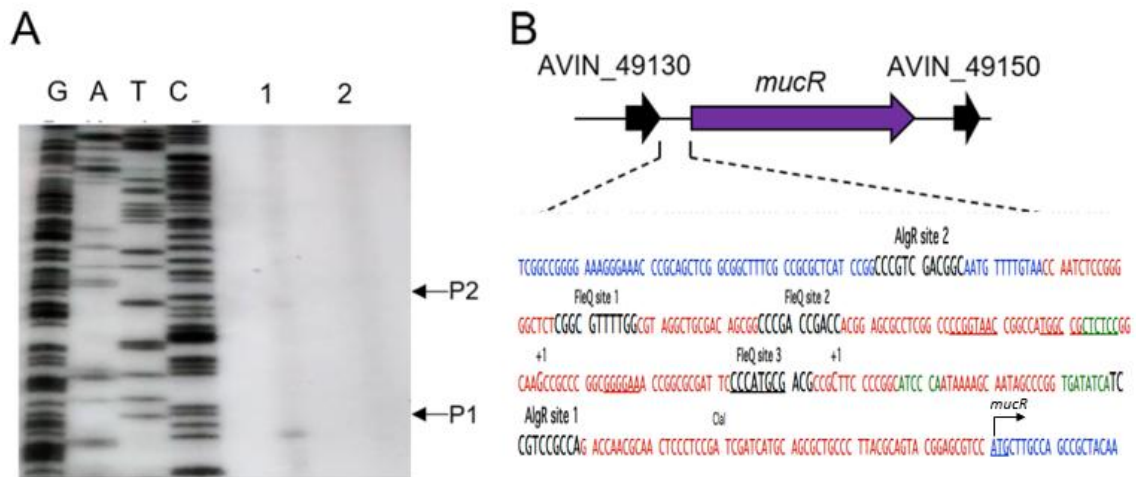 A
G A T C 1 2
P2
P1
B
AVIN_49130 mucR AVIN_49150
AlgR site 2
TCGGCCGGGG AAAGGGAAAC CCGCAGCTCG GCGGCTTTCG CCGCGCTCAT CCGGCCCGTC GACGGCAATG TTTTGTAACC AATCTCCGGG
FleQ site 1 FleQ site 2
GGCTCTCGGC GTTTTGGCGT AGGCTGCGAC AGCGGCCCGA CCGACCACGG AGCGCCTCGG CCCCGGTAAC CGGCCATGGC CGCTCTCCGG
+1 FleQ site 3 +1
CAAGCCGCCCG GGCGGGGAAA CCGGCGCGAT TCCCCATGCG ACGCCGCTTC CCCGGCATCC CAATAAAAGC AATAGCCCGG TGATATCATC
AlgR site 1 ClaI mucR
CGTCCGCCAG ACCAACGCAA CTCCCTCCGA TCGATCATGC AGCGCTGCCC TTACGCAGTA CGGAGCGTCC ATGCTTGCCA GCCGCTACAA